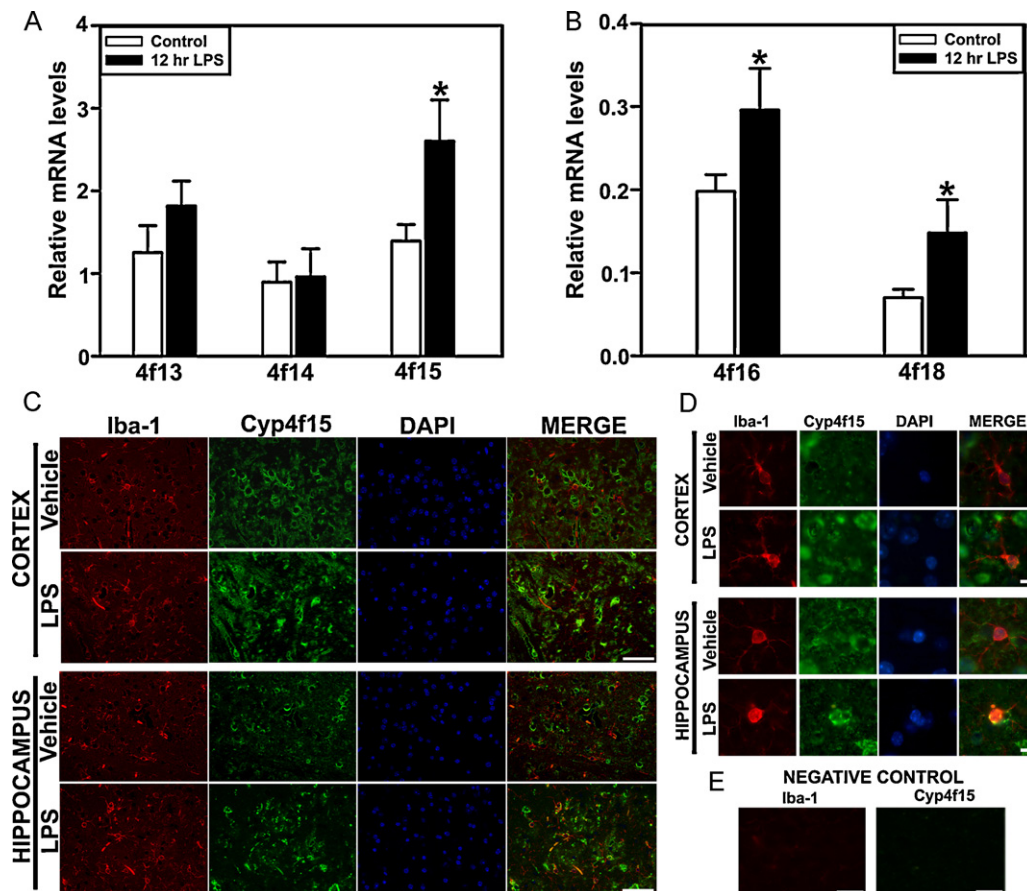 A
Control
12 hr LPS
Relative mRNA levels
4
3
2
1
0
*
4f13 4f14 4f15
B
Control
12 hr LPS
Relative mRNA levels
0.4
0.3
0.2
0.1
0.0
*
*
4f16 4f18
C
Iba-1 Cyp4f15 DAPI MERGE
CORTEX
Vehicle
LPS
HIPPOCAMPUS
Vehicle
LPS
D
Iba-1 Cyp4f15 DAPI MERGE
CORTEX
Vehicle
LPS
HIPPOCAMPUS
Vehicle
LPS
E
NEGATIVE CONTROL
Iba-1 Cyp4f15